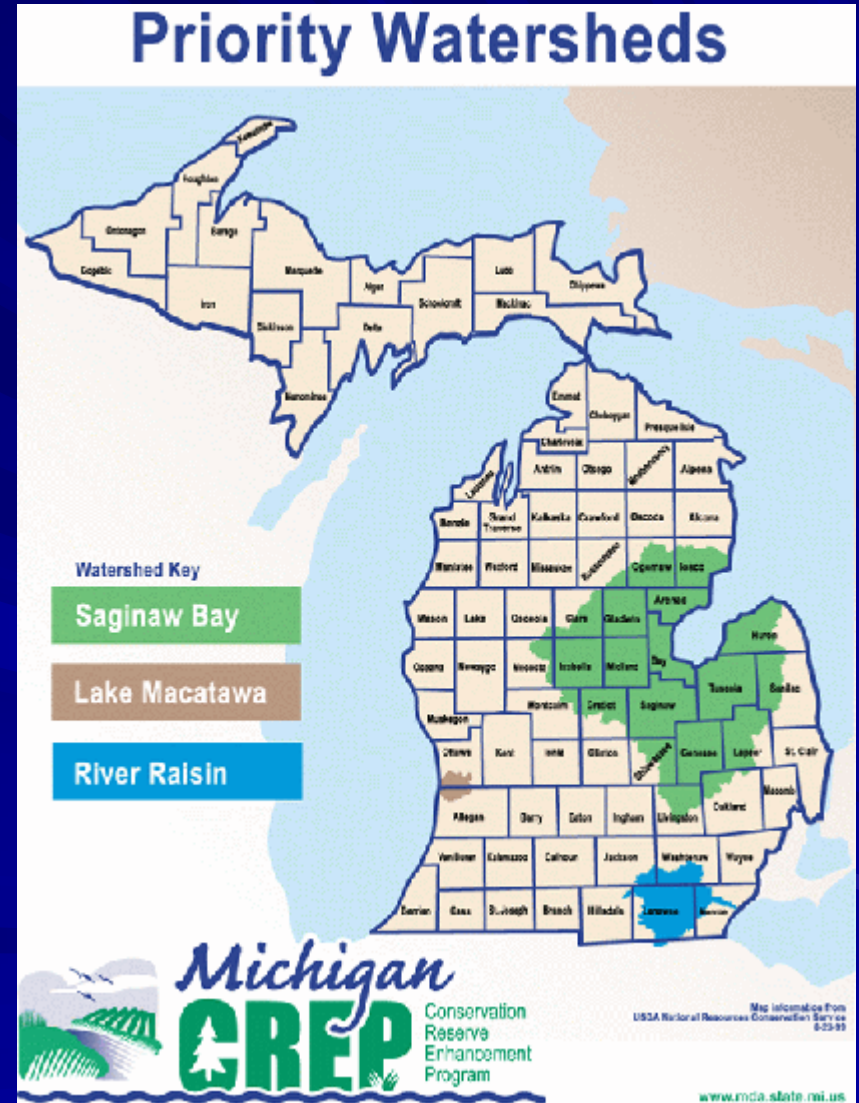 Priority Watersheds
Keweenaw
Houghton
Ontonagon
Baraga
Gogebic
Marquette
Luce
Alger
Chippewa
Iron
Schoolcraft
Mackinac
Dickinson
Delta
Menominee
Emmet
Cheboygan
Presque Isle
Charlevoix
Antrim
Otsego
Montmorency
Alpena
Leelanau
Benzie
Grand
Traverse
Kalkaska
Crawford
Oscoda
Alcona
Manistee
Wexford
Missaukee
Roscommon
Ogemaw
Iosco
Watershed Key
Saginaw Bay
Lake Macatawa
River Raisin
Arenac
Mason
Lake
Osceola
Clare
Gladwin
Huron
Oceana
Newaygo
Mecosta
Isabella
Midland
Bay
Tuscola
Sanilac
Montcalm
Gratiot
Saginaw
Muskegon
Ottawa
Kent
Ionia
Clinton
Shiawassee
Genesee
Lapeer
St. Clair
Macomb
Oakland
Allegan
Barry
Eaton
Ingham
Livingston
Van Buren
Kalamazoo
Calhoun
Jackson
Washtenaw
Wayne
Berrien
Cass
St. Joseph
Branch
Hillsdale
Lenawee
Monroe
Michigan
CREP
Conservation
Reserve
Enhancement
Program
Map information from
USDA National Resources Conservation Service
8-23-99
www.mda.state.mi.us